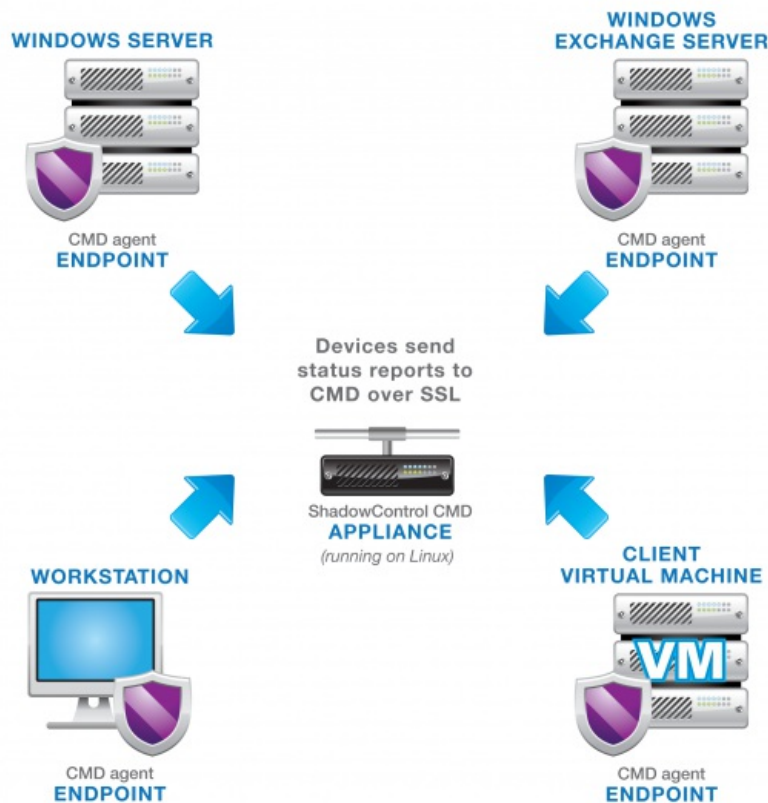 WINDOWS SERVER
CMD agent
ENDPOINT
WINDOWS
EXCHANGE SERVER
CMD agent
ENDPOINT
Devices send
status reports to
CMD over SSL
ShadowControl CMD
APPLIANCE
(running on Linux)
WORKSTATION
CMD agent
ENDPOINT
CLIENT
VIRTUAL MACHINE
VM
CMD agent
ENDPOINT